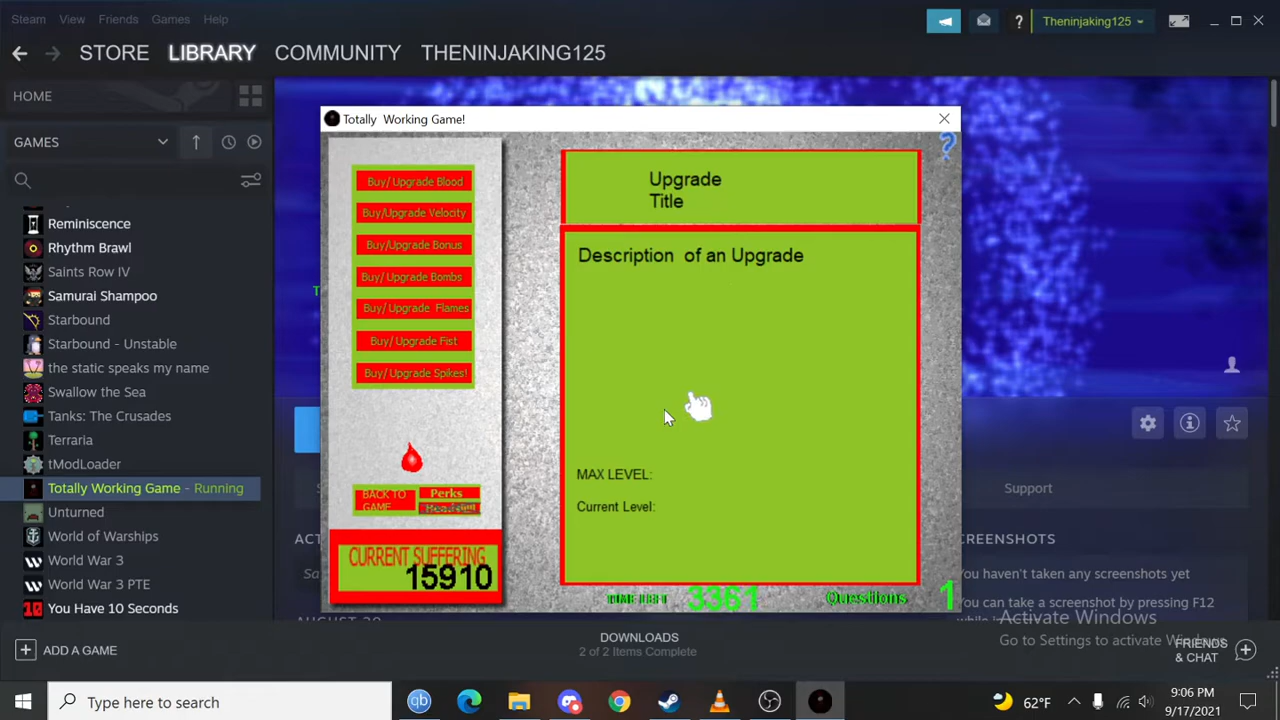 Steam View Friends Games Help
Theninjaking125
STORE LIBRARY COMMUNITY THENINJAKING125
HOME
GAMES
Reminiscence
Rhythm Brawl
Saints Row IV
Samurai Shampoo
Starbound
Starbound - Unstable
the static speaks my name
Swallow the Sea
Tanks: The Crusades
Terraria
tModLoader
Totally Working Game - Running
Unturned
World of Warships
World War 3
World War 3 PTE
You Have 10 Seconds
ADD A GAME
Totally Working Game!
Buy/ Upgrade Blood
Buy/Upgrade Velocity
Buy/Upgrade Bonus
Buy/ Upgrade Bombs
Buy/ Upgrade Flames
Buy/ Upgrade Fist
Buy/ Upgrade Spikes!
BACK TO
GAME
Perks
CURRENT SUFFERING
15910
Upgrade
Title
Description of an Upgrade
MAX LEVEL:
Current Level:
TIME LEFT 3361 Questions 1
Support
SCREENSHOTS
You haven't taken any screenshots yet
You can take a screenshot by pressing F12
Activate Windows
Go to Settings to activate Windows.
DOWNLOADS
2 of 2 Items Complete
FRIENDS
& CHAT
Type here to search
62°F
9:06 PM
9/17/2021